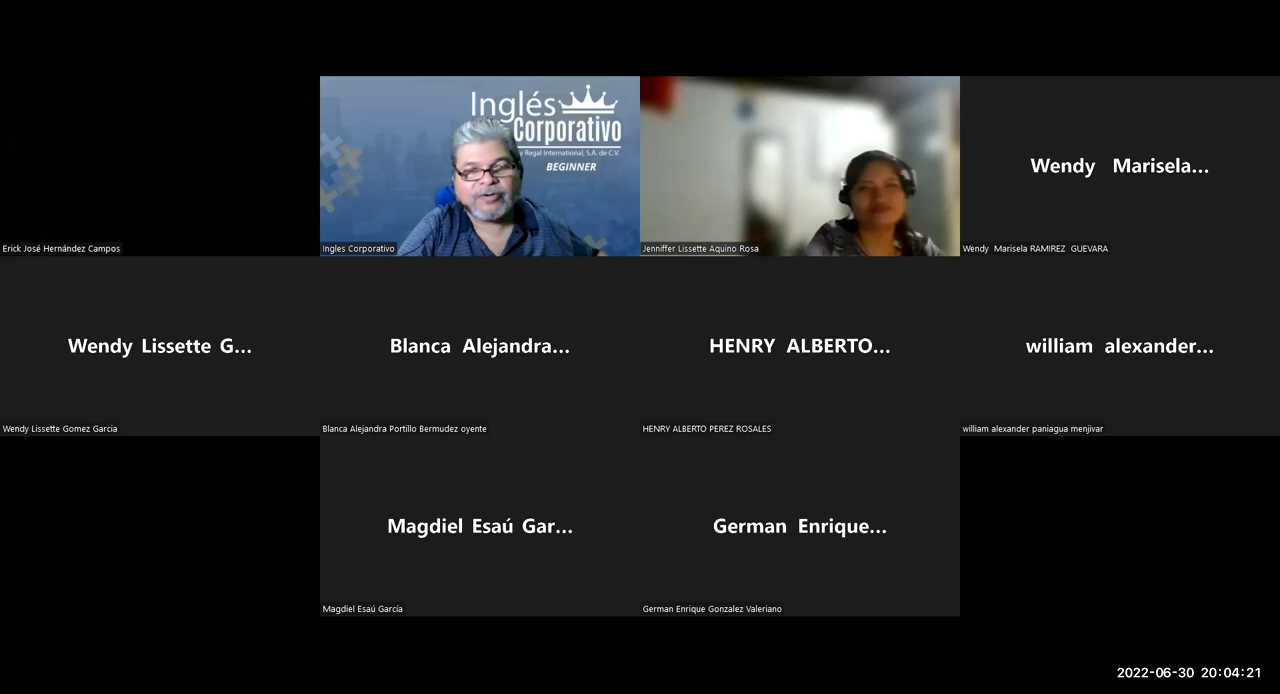 Inglés
Corporativo
y Regal International, S.A. de C.V.
BEGINNER
Erick José Hernández Campos
Ingles Corporativo
Jenniffer Lissette Aquino Rosa
Wendy Marisela...
Wendy Marisela RAMIREZ GUEVARA
Wendy Lissette G...
Blanca Alejandra...
HENRY ALBERTO...
william alexander...
Wendy Lissette Gomez Garcia
Blanca Alejandra Portillo Bermudez oyente
HENRY ALBERTO PEREZ ROSALES
william alexander paniagua menjivar
Magdiel Esaú Gar...
German Enrique...
Magdiel Esaú García
German Enrique Gonzalez Valeriano
2022-06-30 20:04:21